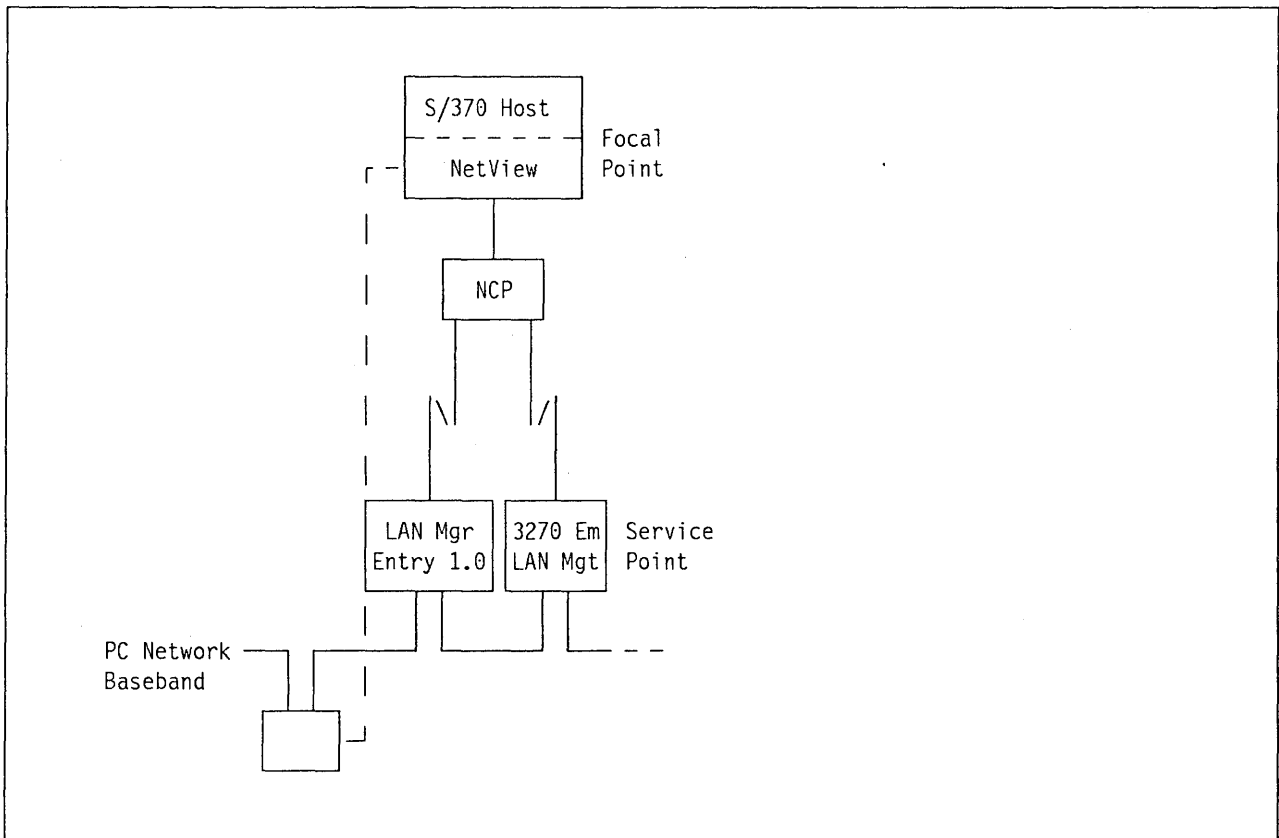 S/370 Host
NetView
Focal
Point
NCP
LAN Mgr
Entry 1.0
3270 Em
LAN Mgt
Service
Point
PC Network
Baseband